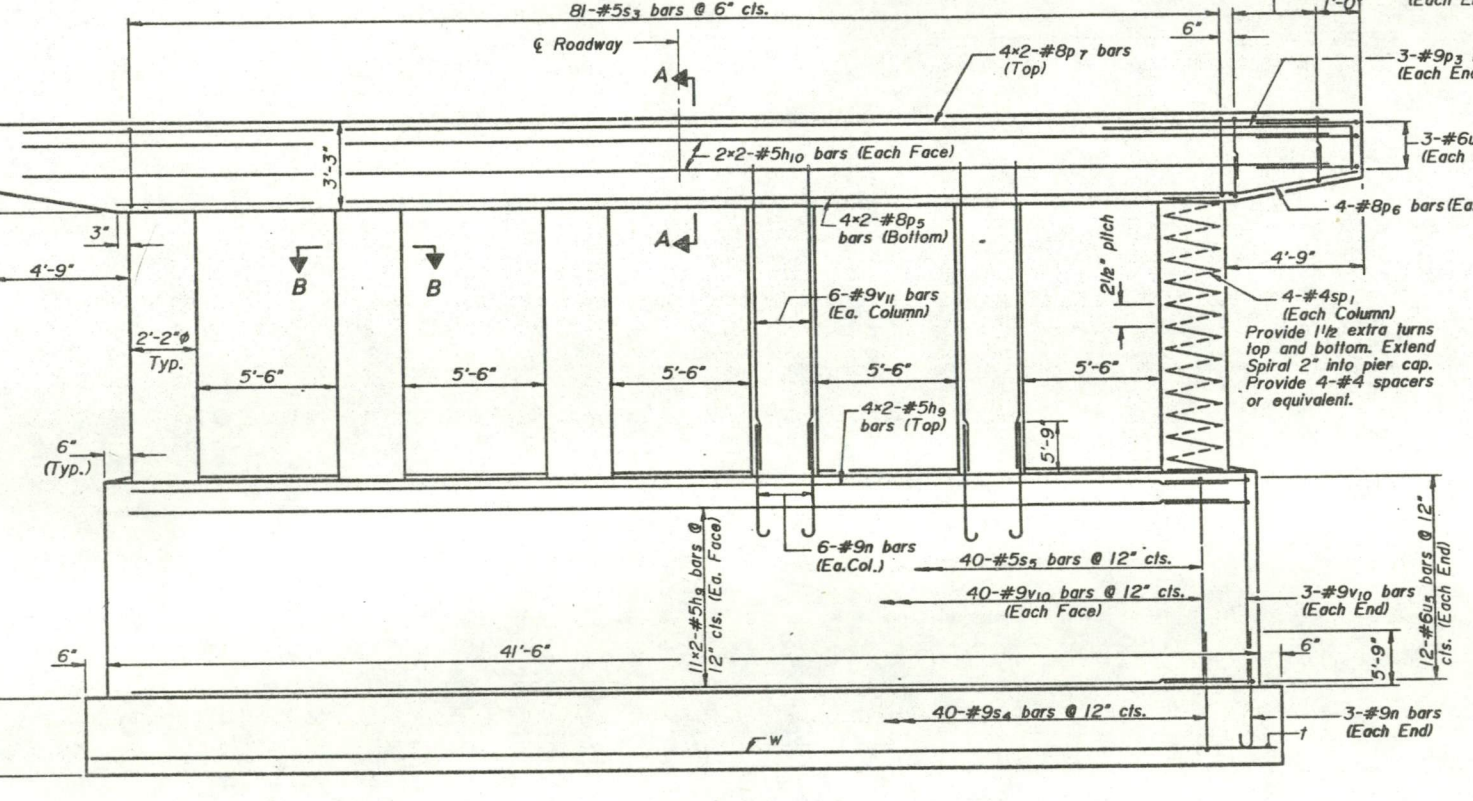 81-#5s3 bars @ 6" cts.
1'-0"
6"
℄ Roadway
A
4×2-#8p7 bars
(Top)
3-#9p3
3'-3"
2×2-#5h10 bars (Each Face)
3-#6u
(Each
4×2-#8p5
bars (Bottom)
4-#8p6 bars
3"
4'-9"
B
B
A
2½" pitch
4'-9"
6-#9v11 bars
(Ea. Column)
4-#4sp1
(Each Column)
Provide 1½ extra turns
top and bottom. Extend
Spiral 2" into pier cap.
Provide 4-#4 spacers
or equivalent.
2'-2"φ
Typ.
5'-6"
5'-6"
5'-6"
5'-6"
5'-6"
4×2-#5h9
bars (Top)
5'-9"
6"
(Typ.)
6-#9n bars
(Ea.Col.)
11×2-#5h9 bars @
12" cts. (Ea. Face)
40-#5s5 bars @ 12" cts.
40-#9v10 bars @ 12" cts.
(Each Face)
3-#9v10 bars
(Each End)
12-#6u5 bars @ 12"
cts. (Each End)
6"
41'-6"
6"
5'-9"
40-#9s4 bars @ 12" cts.
3-#9n bars
(Each End)
w
t